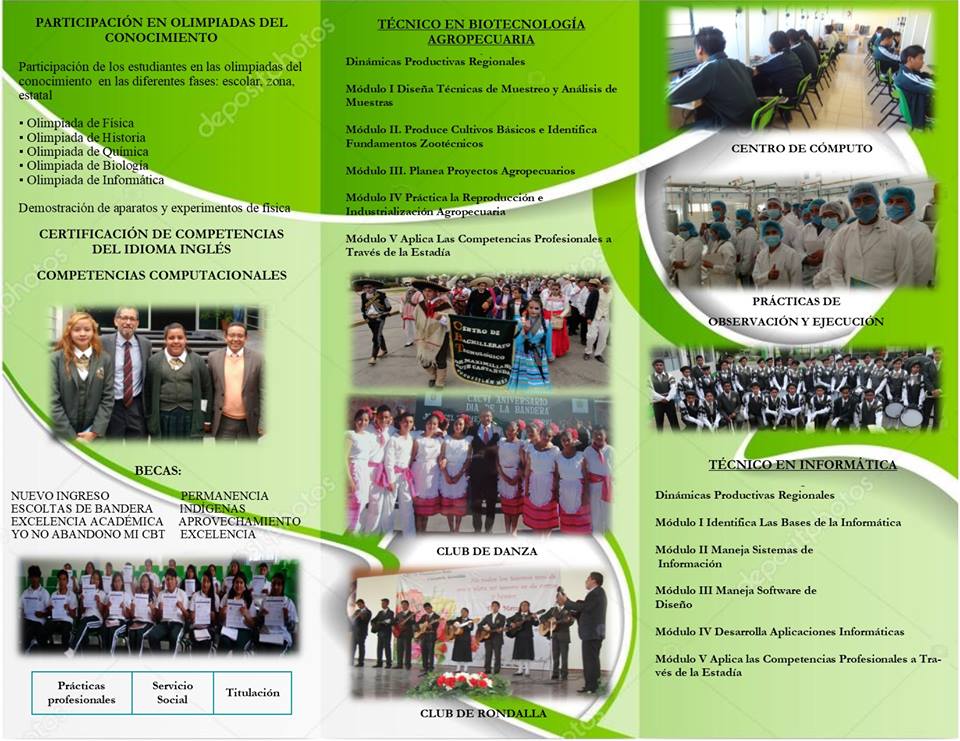 PARTICIPACIÓN EN OLIMPIADAS DEL
CONOCIMIENTO
Participación de los estudiantes en las olimpiadas del
conocimiento en las diferentes fases: escolar, zona,
estatal
▪ Olimpiada de Física
▪ Olimpiada de Historia
▪ Olimpiada de Química
▪ Olimpiada de Biología
▪ Olimpiada de Informática
Demostración de aparatos y experimentos de física
CERTIFICACIÓN DE COMPETENCIAS
DEL IDIOMA INGLÉS
COMPETENCIAS COMPUTACIONALES
BECAS:
NUEVO INGRESO PERMANENCIA
ESCOLTAS DE BANDERA INDÍGENAS
EXCELENCIA ACADÉMICA APROVECHAMIENTO
YO NO ABANDONO MI CBT EXCELENCIA
Prácticas
profesionales
Servicio
Social
Titulación
TÉCNICO EN BIOTECNOLOGÍA
AGROPECUARIA
Dinámicas Productivas Regionales
Módulo I Diseña Técnicas de Muestreo y Análisis de
Muestras
Módulo II. Produce Cultivos Básicos e Identifica
Fundamentos Zootécnicos
Módulo III. Planea Proyectos Agropecuarios
Módulo IV Práctica la Reproducción e
Industrialización Agropecuaria
Módulo V Aplica Las Competencias Profesionales a
Través de la Estadía
CENTRO DE
BACHILLERATO
TECNOLÓGICO
CXCVI ANIVERSARIO
DIA DE LA BANDERA
CLUB DE DANZA
CLUB DE RONDALLA
CENTRO DE CÓMPUTO
PRÁCTICAS DE
OBSERVACIÓN Y EJECUCIÓN
TÉCNICO EN INFORMÁTICA
Dinámicas Productivas Regionales
Módulo I Identifica Las Bases de la Informática
Módulo II Maneja Sistemas de
Información
Módulo III Maneja Software de
Diseño
Módulo IV Desarrolla Aplicaciones Informáticas
Módulo V Aplica las Competencias Profesionales a Tra-
vés de la Estadía
depositphotos